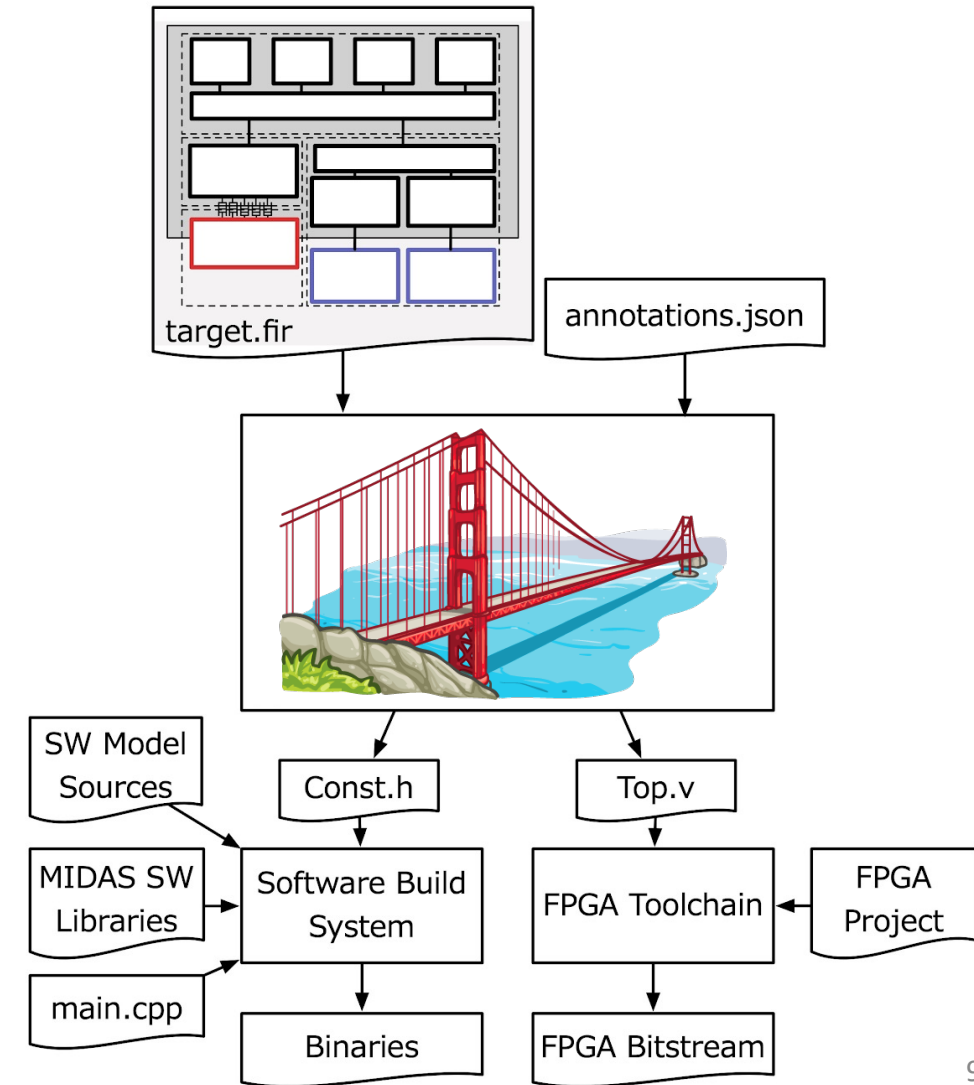 target.fir
annotations.json
SW Model
Sources
Const.h
Top.v
MIDAS SW
Libraries
Software Build
System
FPGA Toolchain
FPGA
Project
main.cpp
Binaries
FPGA Bitstream
9